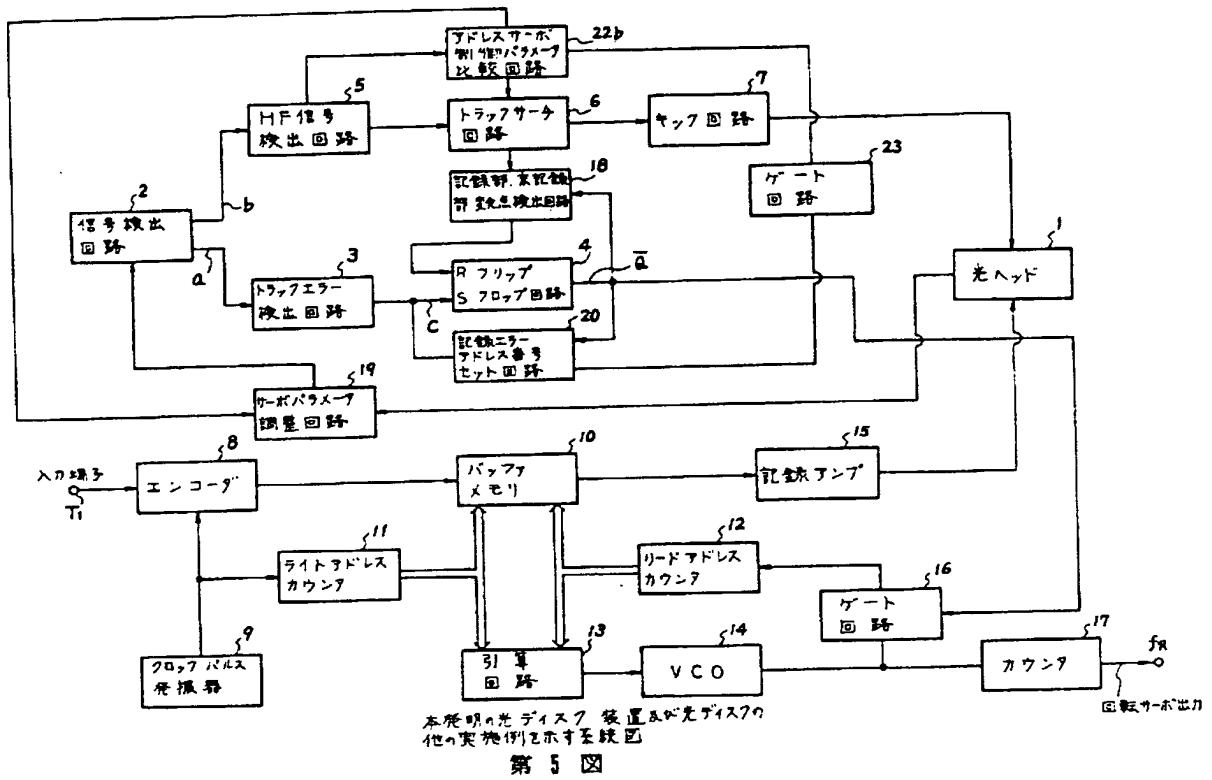 アドレスサーボ
制御パラメータ
比較回路
22b
5
HF信号
検出回路
トラックサーチ
回路
6
7
キック回路
23
ゲート
回路
18
記録部、未記録
部変化点検出回路
2
信号検出
回路
b
a
3
トラックエラー
検出回路
4
R フリップ
S フロップ回路
Q̅
C
20
記録エラー
アドレス番号
セット回路
1
光ヘッド
19
サーボパラメータ
調整回路
入力端子
T1
8
エンコーダ
10
バッファ
メモリ
15
記録アンプ
11
ライトアドレス
カウンタ
12
リードアドレス
カウンタ
16
ゲート
回路
9
クロックパルス
発振器
13
引算
回路
14
VCO
17
カウンタ
fR
回転サーボ出力
本発明の光ディスク装置及び光ディスクの
他の実施例を示す系統図
第 5 図